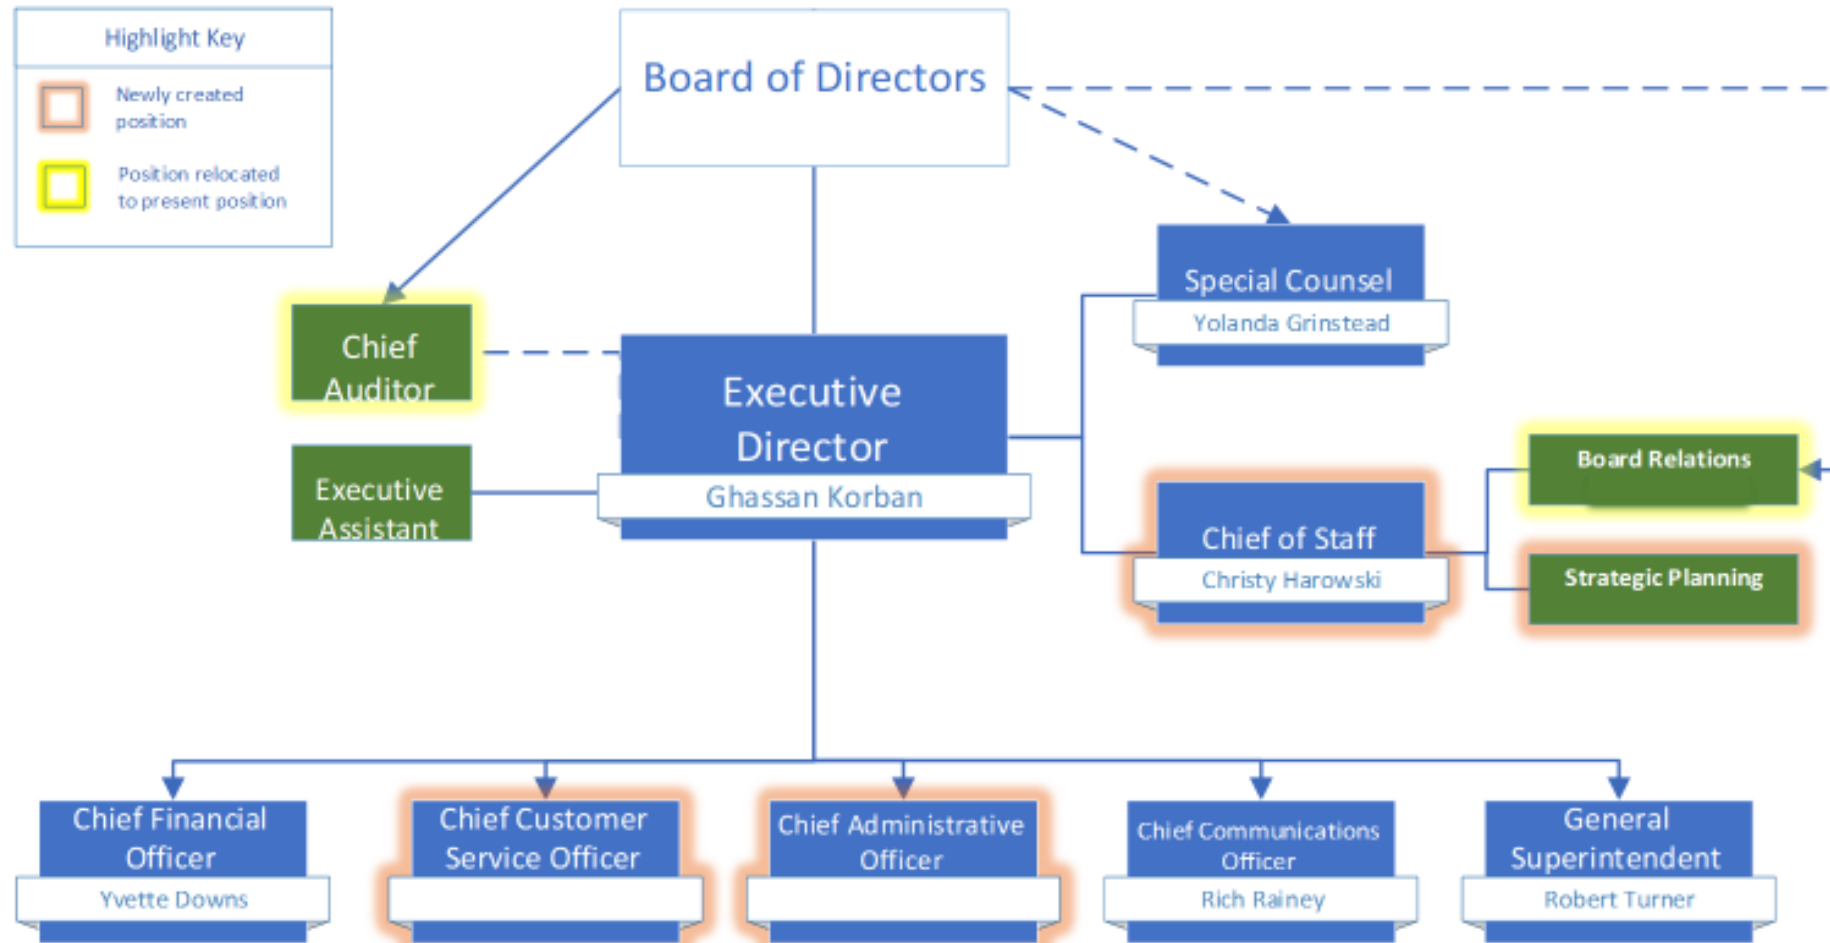 Highlight Key
Newly created
position
Position relocated
to present position
Board of Directors
Chief
Auditor
Executive
Assistant
Executive
Director
Ghassan Korban
Special Counsel
Yolanda Grinstead
Chief of Staff
Christy Harowski
Board Relations
Strategic Planning
Chief Financial
Officer
Yvette Downs
Chief Customer
Service Officer
Chief Administrative
Officer
Chief Communications
Officer
Rich Rainey
General
Superintendent
Robert Turner